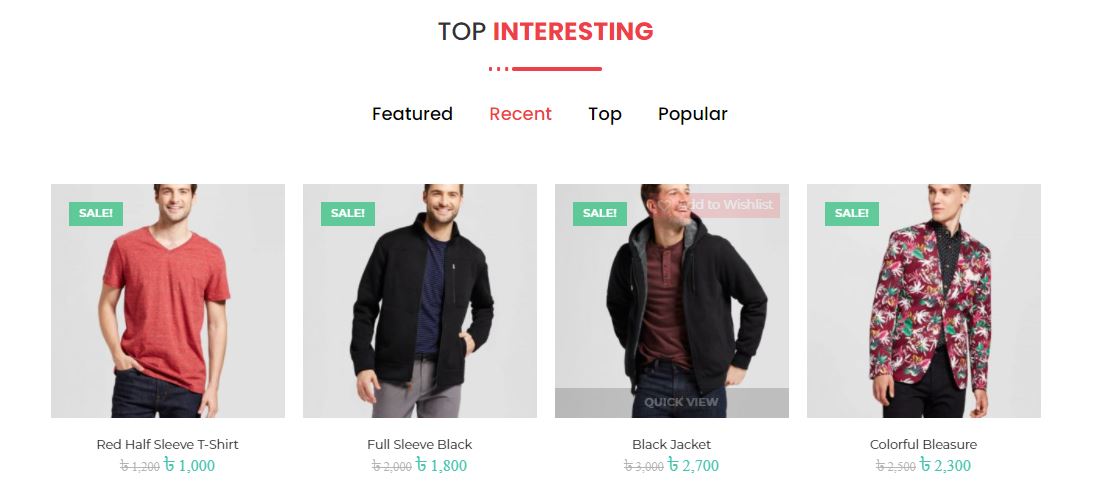 TOP INTERESTING
Featured Recent Top Popular
SALE! SALE! SALE! Add to Wishlist SALE!
QUICK VIEW
Red Half Sleeve T-Shirt Full Sleeve Black Black Jacket Colorful Bleasure
৳ 1,200 ৳ 1,000 ৳ 2,000 ৳ 1,800 ৳ 3,000 ৳ 2,700 ৳ 2,500 ৳ 2,300